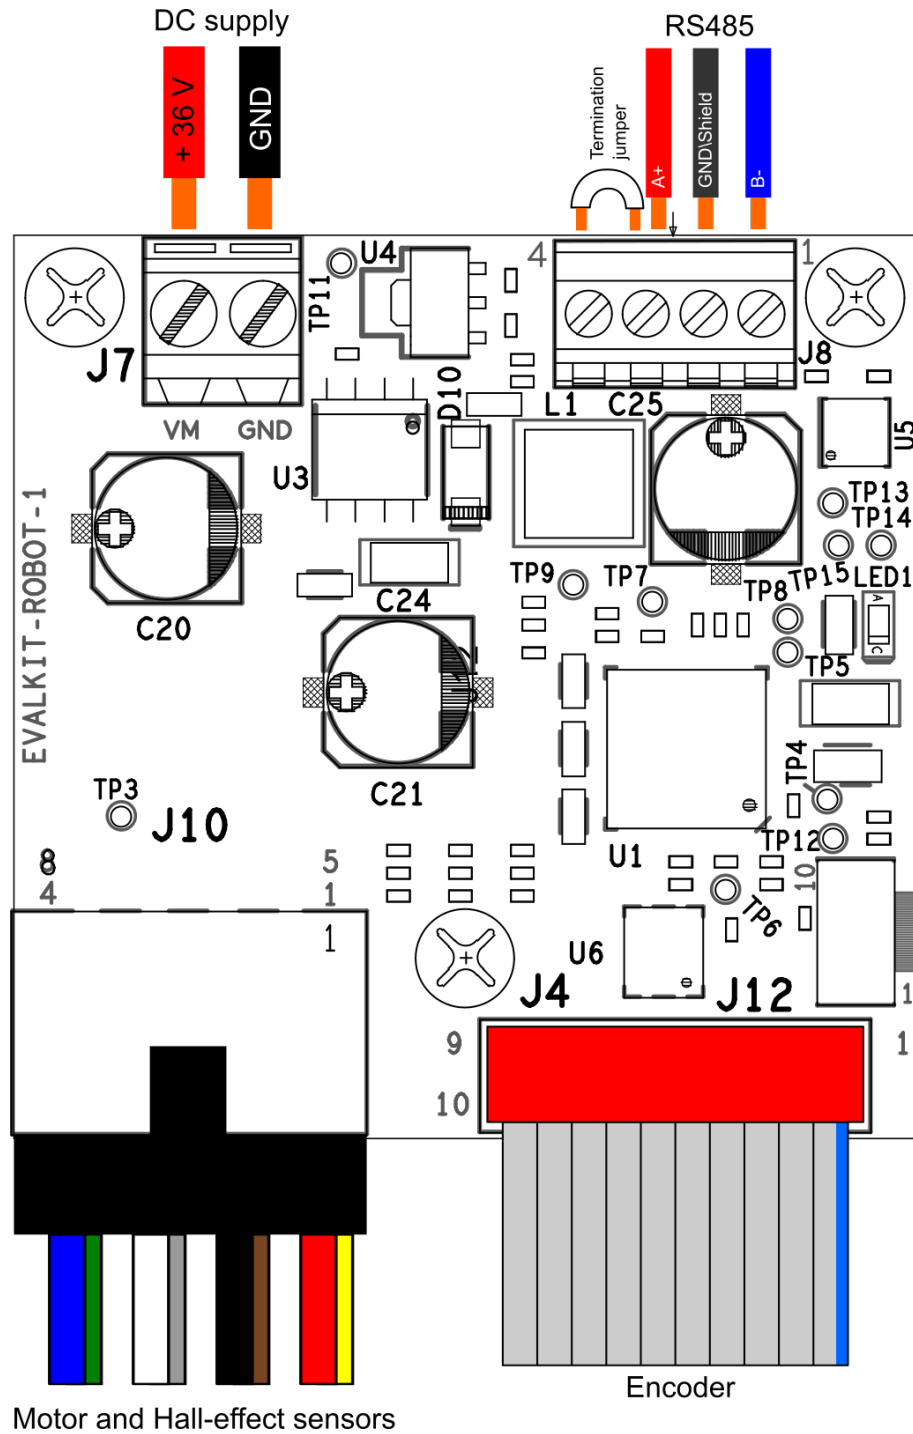 DC supply
RS485
+ 36 V
GND
Termination
jumper
A+
GND\Shield
B-
U4
TP11
4
1
J7
J8
D10
L1
C25
VM
GND
U3
U5
TP13
TP14
EVALKIT-ROBOT-1
TP9
TP7
TP8
TP15
LED1
A
C
C24
C20
TP5
TP4
C21
TP3
J10
TP12
U1
8
5
4
1
1
10
TP6
U6
J4
J12
1
9
1
10
Encoder
Motor and Hall-effect sensors